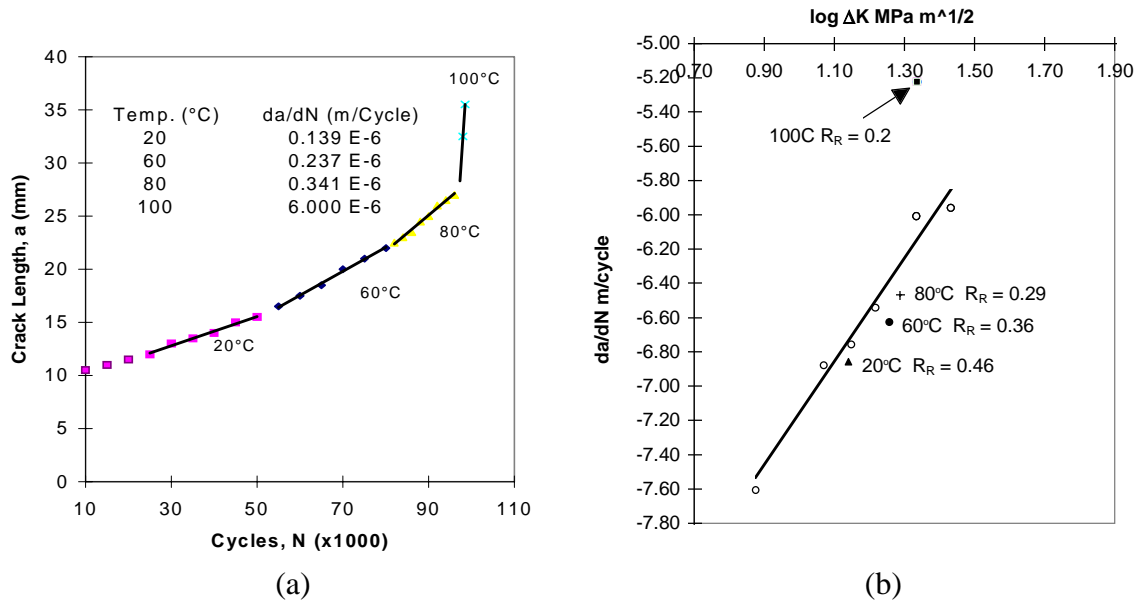 40
35
30
25
20
15
10
5
0
Crack Length, a (mm)
Temp. (°C) da/dN (m/Cycle)
20 0.139 E-6
60 0.237 E-6
80 0.341 E-6
100 6.000 E-6
100°C
80°C
60°C
20°C
10 30 50 70 90 110
Cycles, N (x1000)
(a)
log ΔK MPa m^1/2
0.70 0.90 1.10 1.30 1.50 1.70 1.90
-5.00
-5.20
-5.40
-5.60
-5.80
-6.00
-6.20
-6.40
-6.60
-6.80
-7.00
-7.20
-7.40
-7.60
-7.80
da/dN m/cycle
100C R_R = 0.2
80°C R_R = 0.29
60°C R_R = 0.36
20°C R_R = 0.46
(b)